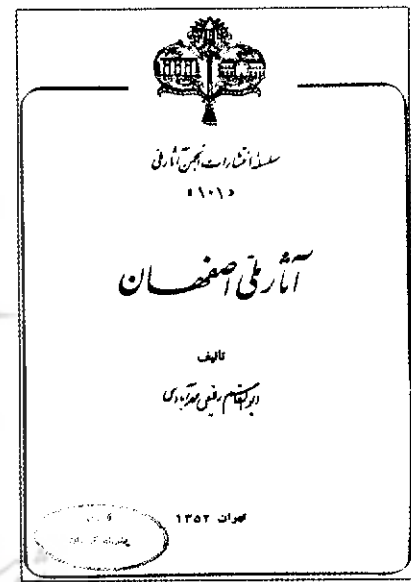 سلسله انتشارات انجمن آثار ملی
«۱۰۱»
آثار ملی اصفهان
تألیف
ابوالقاسم رفیعی مهرآبادی
تهران ۱۳۵۲